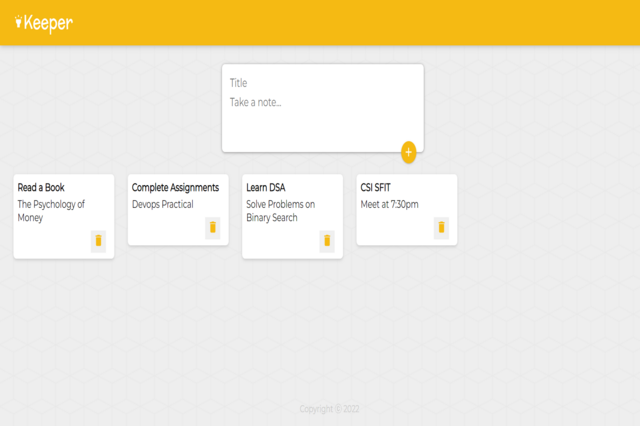 Keeper
Title
Take a note...
+
Read a Book
The Psychology of
Money
Complete Assignments
Devops Practical
Learn DSA
Solve Problems on
Binary Search
CSI SFIT
Meet at 7:30pm
Copyright ⓒ 2022